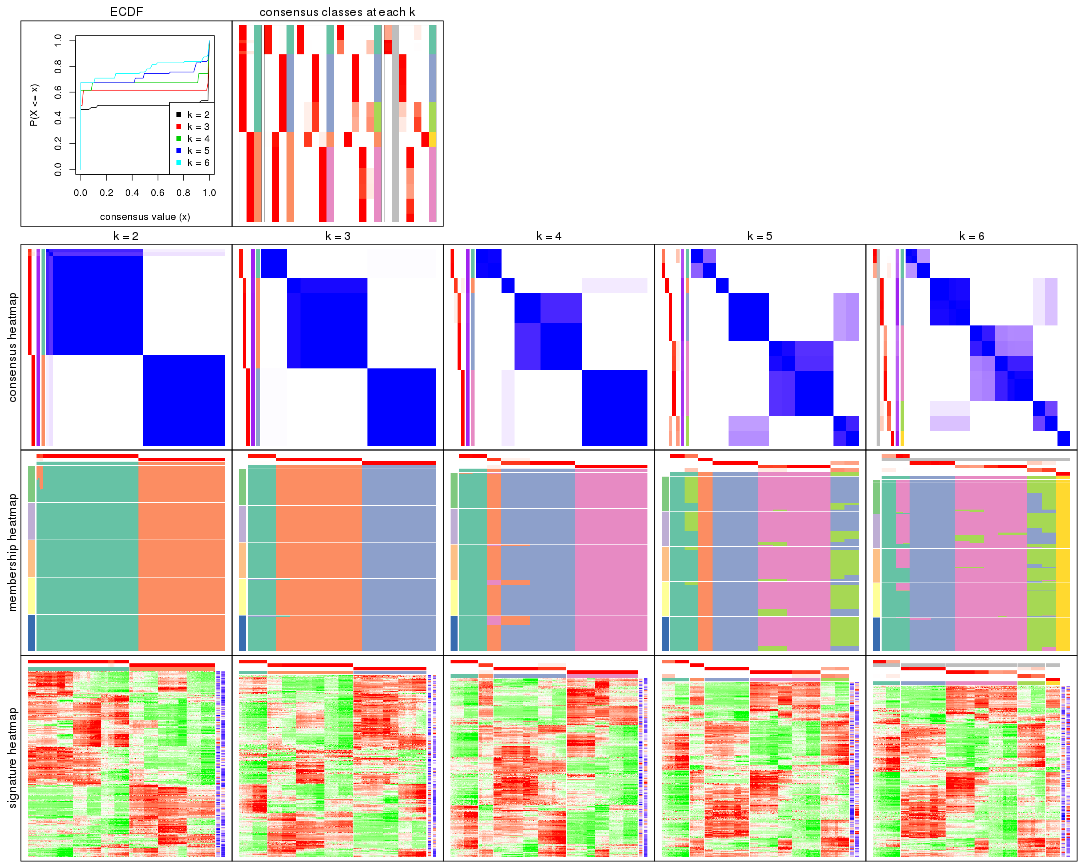 ECDF
consensus classes at each k
P(X <= x)
0.0 0.2 0.4 0.6 0.8 1.0
k = 2
k = 3
k = 4
k = 5
k = 6
0.0 0.2 0.4 0.6 0.8 1.0
consensus value (x)
k = 2
k = 3
k = 4
k = 5
k = 6
consensus heatmap
membership heatmap
signature heatmap